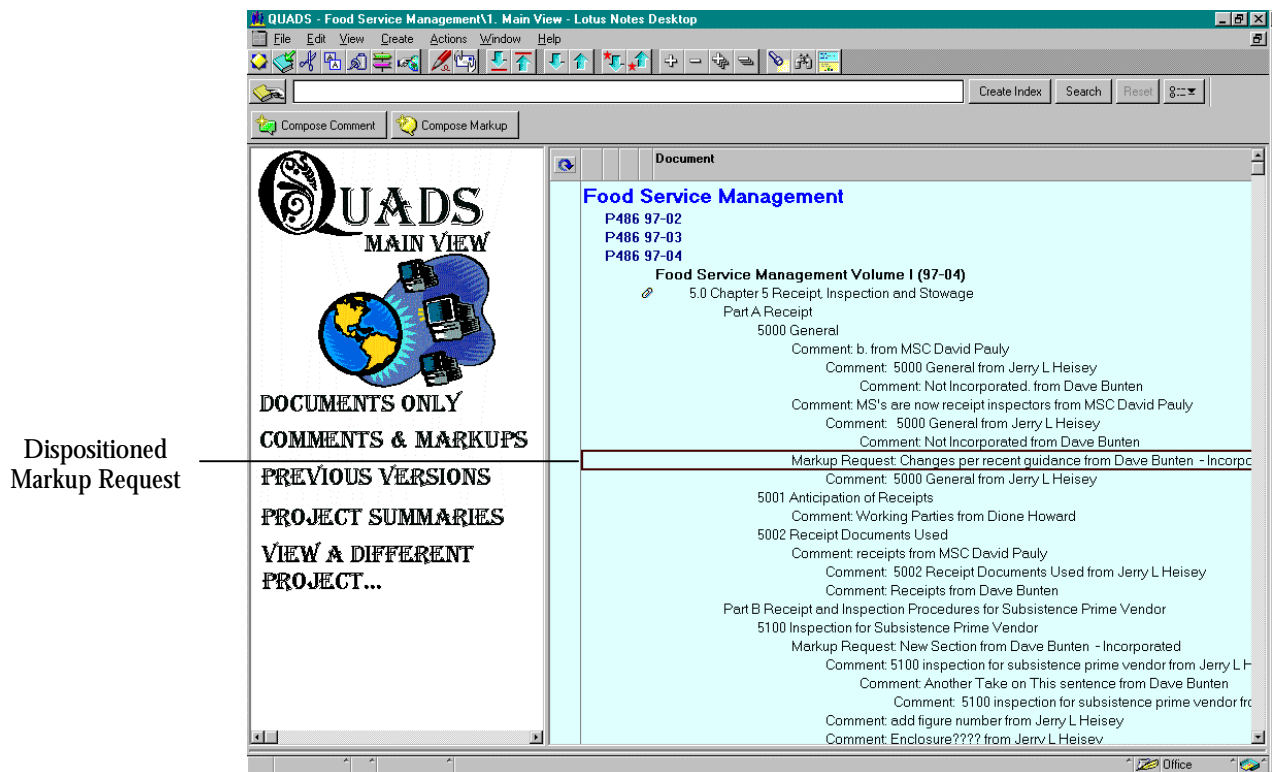 QUADS - Food Service Management\1. Main View - Lotus Notes Desktop
File Edit View Create Actions Window Help
Create Index Search Reset
Compose Comment Compose Markup
QUADS
MAIN VIEW
DOCUMENTS ONLY
COMMENTS & MARKUPS
PREVIOUS VERSIONS
PROJECT SUMMARIES
VIEW A DIFFERENT
PROJECT...
Dispositioned
Markup Request
Document
Food Service Management
P486 97-02
P486 97-03
P486 97-04
Food Service Management Volume I (97-04)
5.0 Chapter 5 Receipt, Inspection and Stowage
Part A Receipt
5000 General
Comment: b. from MSC David Pauly
Comment: 5000 General from Jerry L Heisey
Comment: Not Incorporated. from Dave Bunten
Comment: MS's are now receipt inspectors from MSC David Pauly
Comment: 5000 General from Jerry L Heisey
Comment: Not Incorporated from Dave Bunten
Markup Request: Changes per recent guidance from Dave Bunten - Incorpo
Comment: 5000 General from Jerry L Heisey
5001 Anticipation of Receipts
Comment: Working Parties from Dione Howard
5002 Receipt Documents Used
Comment: receipts from MSC David Pauly
Comment: 5002 Receipt Documents Used from Jerry L Heisey
Comment: Receipts from Dave Bunten
Part B Receipt and Inspection Procedures for Subsistence Prime Vendor
5100 Inspection for Subsistence Prime Vendor
Markup Request: New Section from Dave Bunten - Incorporated
Comment: 5100 inspection for subsistence prime vendor from Jerry L H
Comment: Another Take on This sentence from Dave Bunten
Comment: 5100 inspection for subsistence prime vendor fro
Comment: add figure number from Jerry L Heisey
Comment: Enclosure???? from Jerry L Heisey
Office